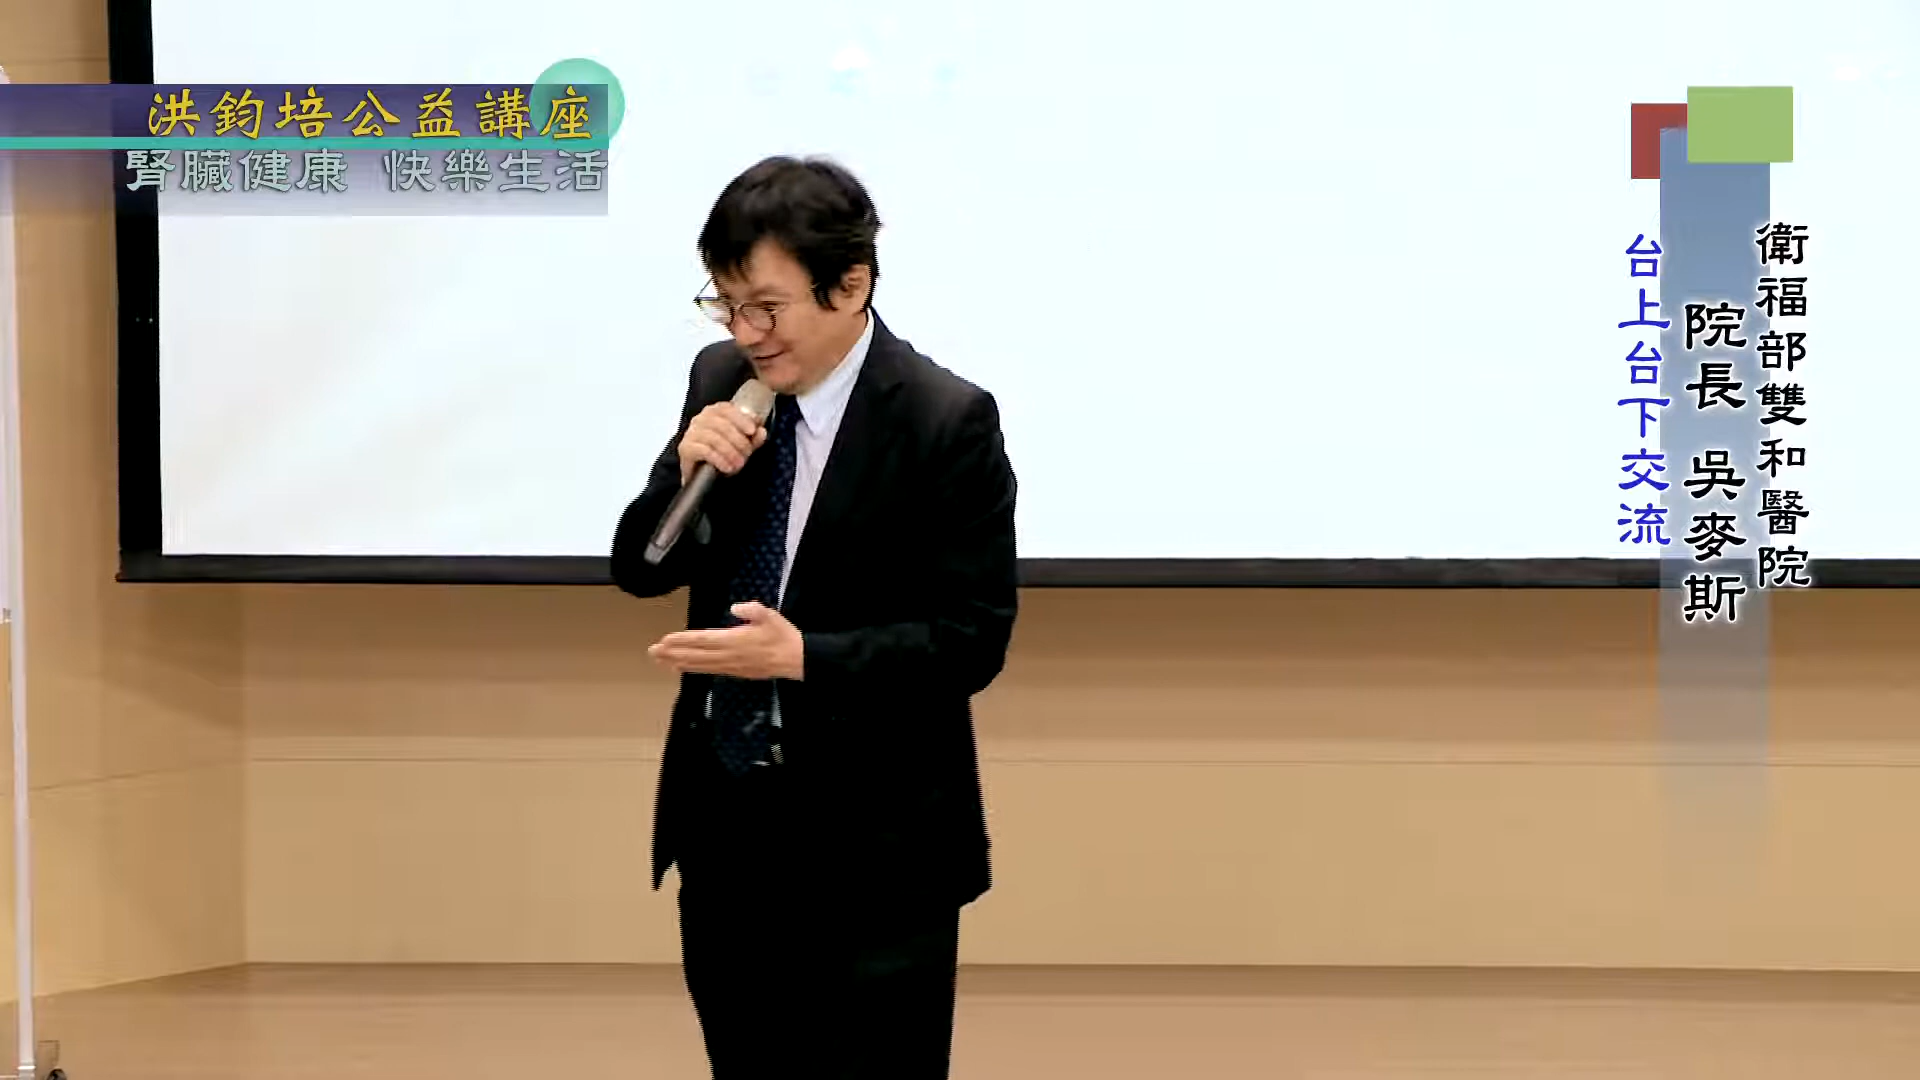 洪鈞培公益講座
腎臟健康 快樂生活
衛福部雙和醫院
院長 吳麥斯
台上台下交流